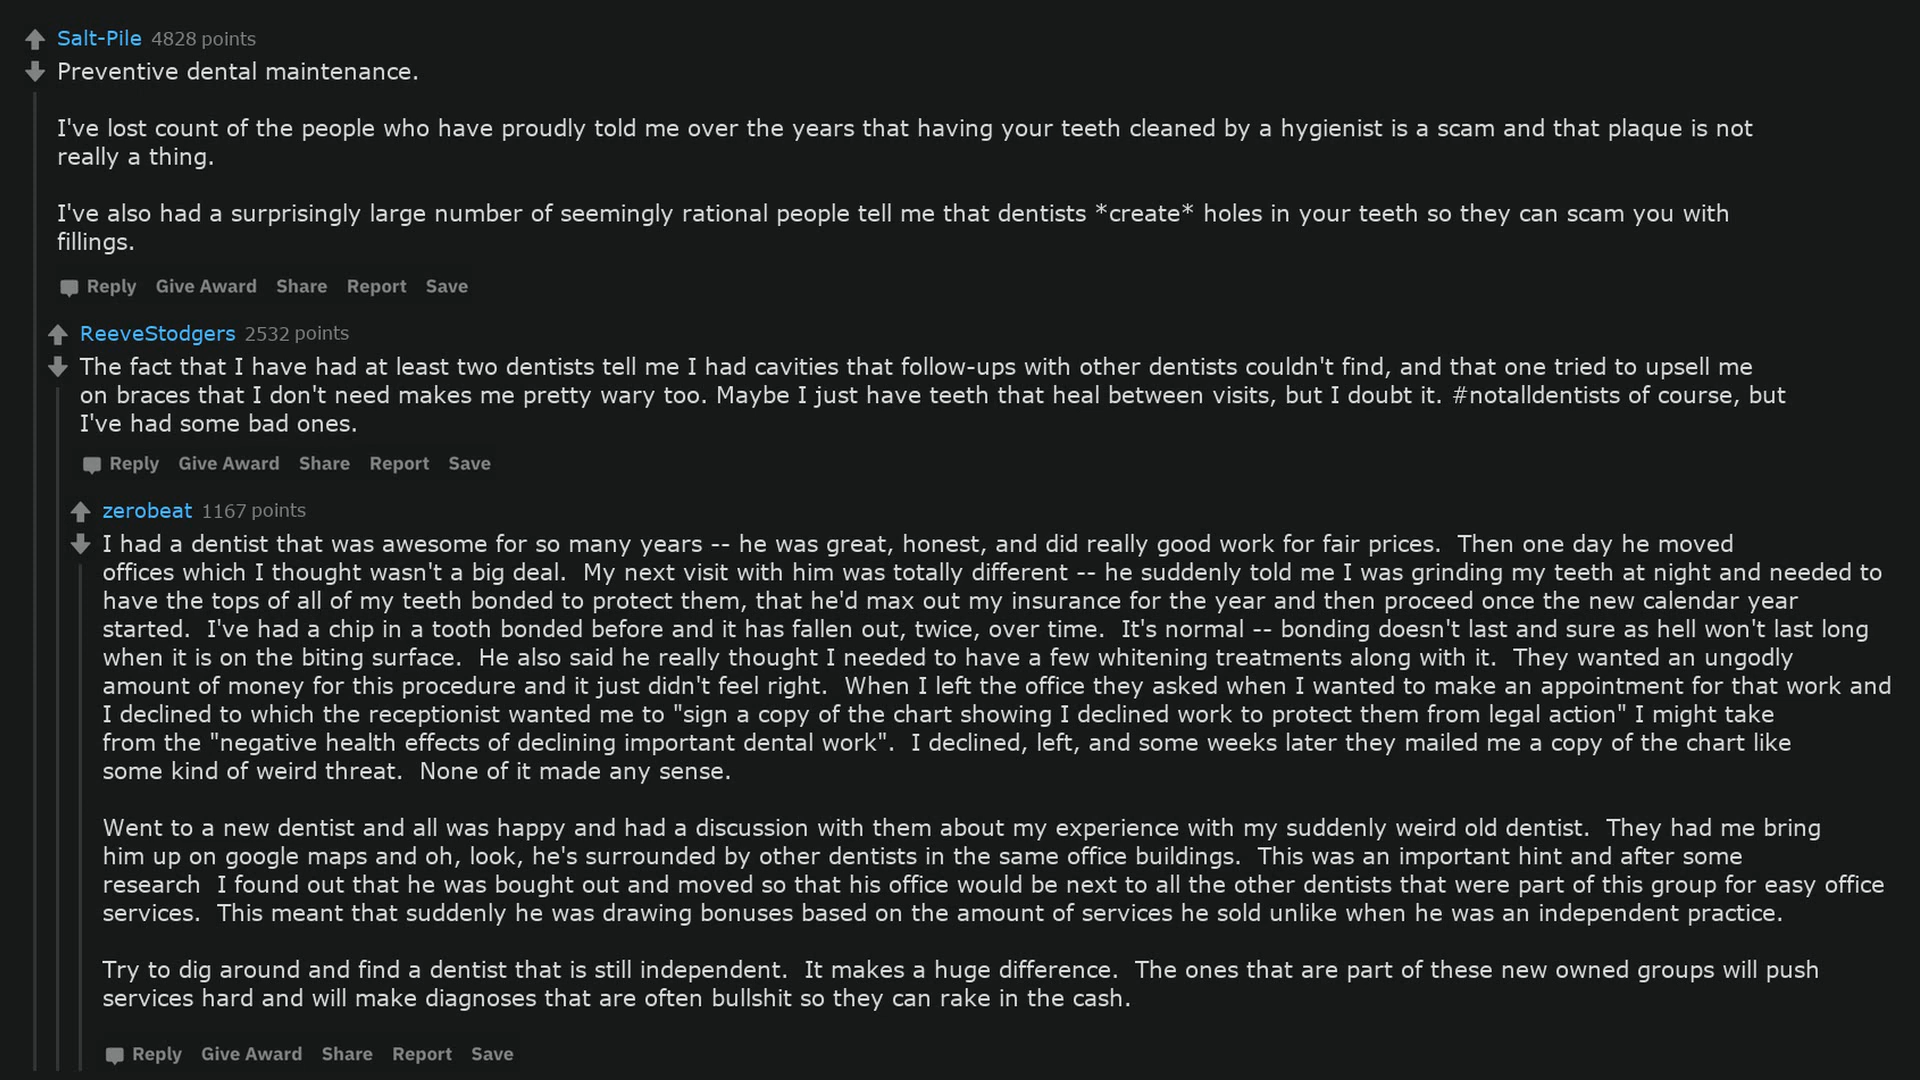 Salt-Pile 4828 points
Preventive dental maintenance.
I've lost count of the people who have proudly told me over the years that having your teeth cleaned by a hygienist is a scam and that plaque is not
really a thing.
I've also had a surprisingly large number of seemingly rational people tell me that dentists *create* holes in your teeth so they can scam you with
fillings.
Reply Give Award Share Report Save
ReeveStodgers 2532 points
The fact that I have had at least two dentists tell me I had cavities that follow-ups with other dentists couldn't find, and that one tried to upsell me
on braces that I don't need makes me pretty wary too. Maybe I just have teeth that heal between visits, but I doubt it. #notalldentists of course, but
I've had some bad ones.
Reply Give Award Share Report Save
zerobeat 1167 points
I had a dentist that was awesome for so many years -- he was great, honest, and did really good work for fair prices.  Then one day he moved
offices which I thought wasn't a big deal.  My next visit with him was totally different -- he suddenly told me I was grinding my teeth at night and needed to
have the tops of all of my teeth bonded to protect them, that he'd max out my insurance for the year and then proceed once the new calendar year
started.  I've had a chip in a tooth bonded before and it has fallen out, twice, over time.  It's normal -- bonding doesn't last and sure as hell won't last long
when it is on the biting surface.  He also said he really thought I needed to have a few whitening treatments along with it.  They wanted an ungodly
amount of money for this procedure and it just didn't feel right.  When I left the office they asked when I wanted to make an appointment for that work and
I declined to which the receptionist wanted me to "sign a copy of the chart showing I declined work to protect them from legal action" I might take
from the "negative health effects of declining important dental work".  I declined, left, and some weeks later they mailed me a copy of the chart like
some kind of weird threat.  None of it made any sense.
Went to a new dentist and all was happy and had a discussion with them about my experience with my suddenly weird old dentist.  They had me bring
him up on google maps and oh, look, he's surrounded by other dentists in the same office buildings.  This was an important hint and after some
research  I found out that he was bought out and moved so that his office would be next to all the other dentists that were part of this group for easy office
services.  This meant that suddenly he was drawing bonuses based on the amount of services he sold unlike when he was an independent practice.
Try to dig around and find a dentist that is still independent.  It makes a huge difference.  The ones that are part of these new owned groups will push
services hard and will make diagnoses that are often bullshit so they can rake in the cash.
Reply Give Award Share Report Save